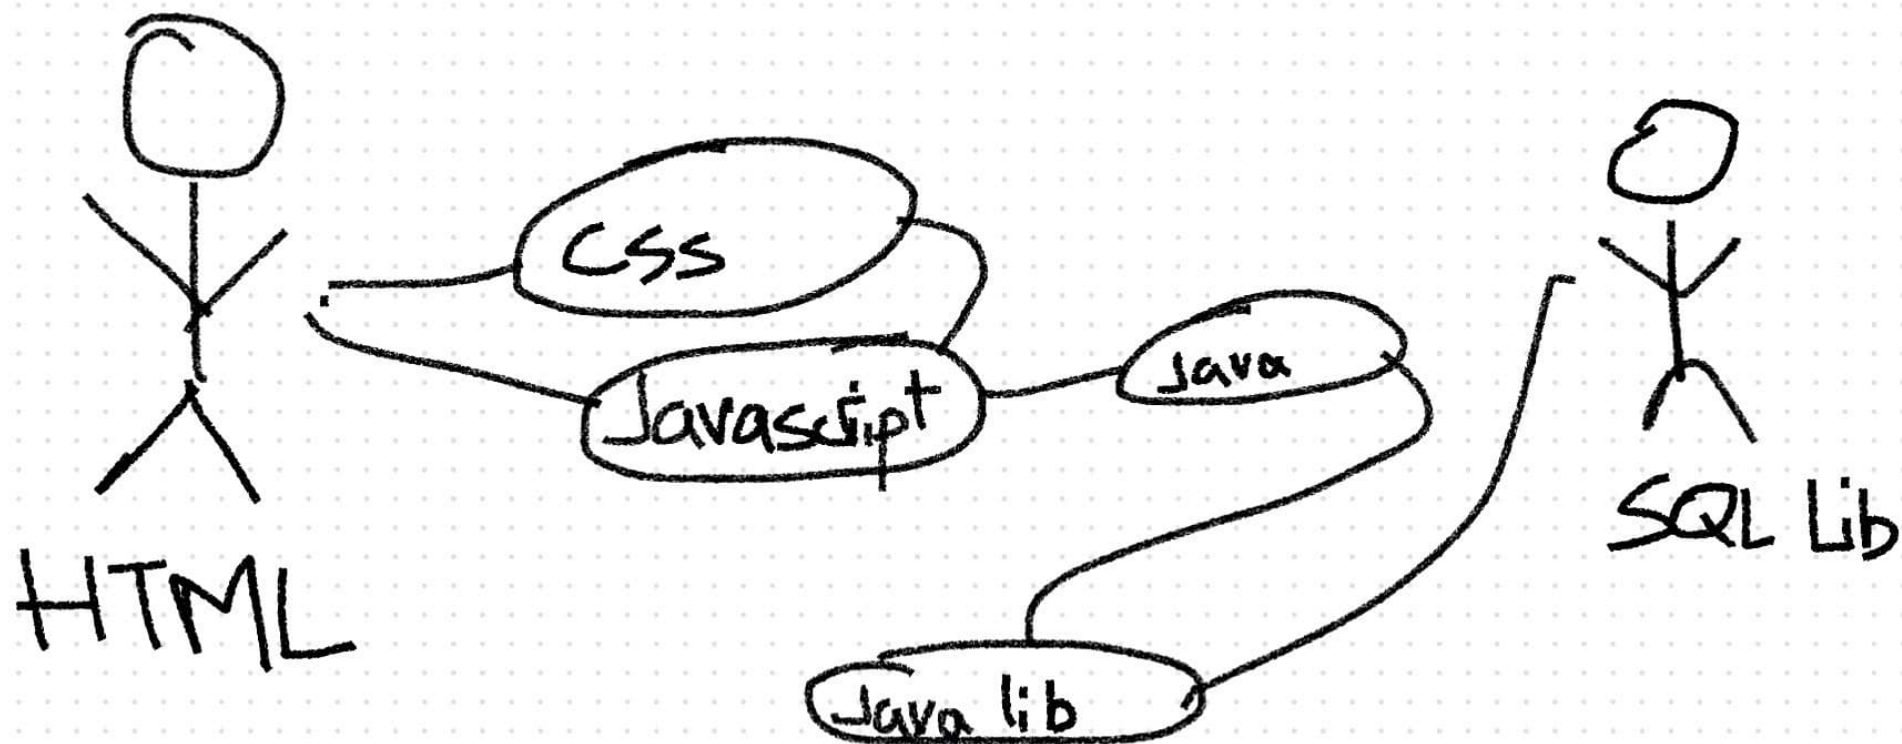 CSS
Java
Javascript
SQL Lib
HTML
Java lib